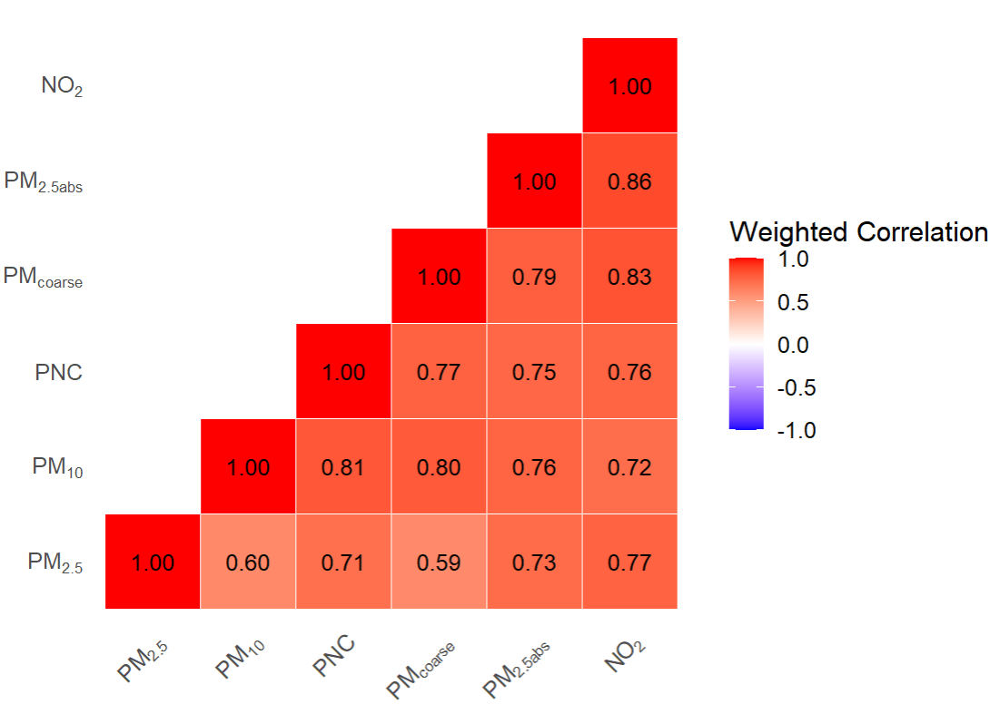 NO₂ 1.00
PM₂.₅abs 1.00 0.86
PMcoarse 1.00 0.79 0.83
PNC 1.00 0.77 0.75 0.76
PM₁₀ 1.00 0.81 0.80 0.76 0.72
PM₂.₅ 1.00 0.60 0.71 0.59 0.73 0.77
PM₂.₅ PM₁₀ PNC PMcoarse PM₂.₅abs NO₂
Weighted Correlation
1.0
0.5
0.0
-0.5
-1.0